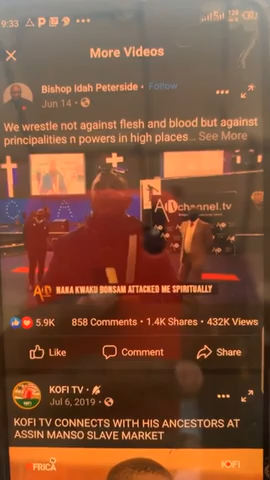 9:33
More Videos
Bishop Idah Peterside · Follow
Jun 14 ·
We wrestle not against flesh and blood but against
principalities n powers in high places... See More
channel.tv
NANA KWAKU BONSAM ATTACKED ME SPIRITUALLY
5.9K 858 Comments · 1.4K Shares · 432K Views
Like Comment Share
KOFI TV ·
Jul 6, 2019 ·
KOFI TV CONNECTS WITH HIS ANCESTORS AT
ASSIN MANSO SLAVE MARKET
AFRICA
KOFI